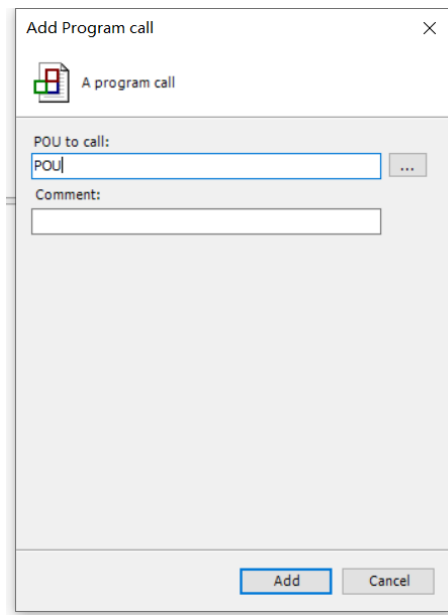 Add Program call
A program call
POU to call:
POU
...
Comment:
Add
Cancel